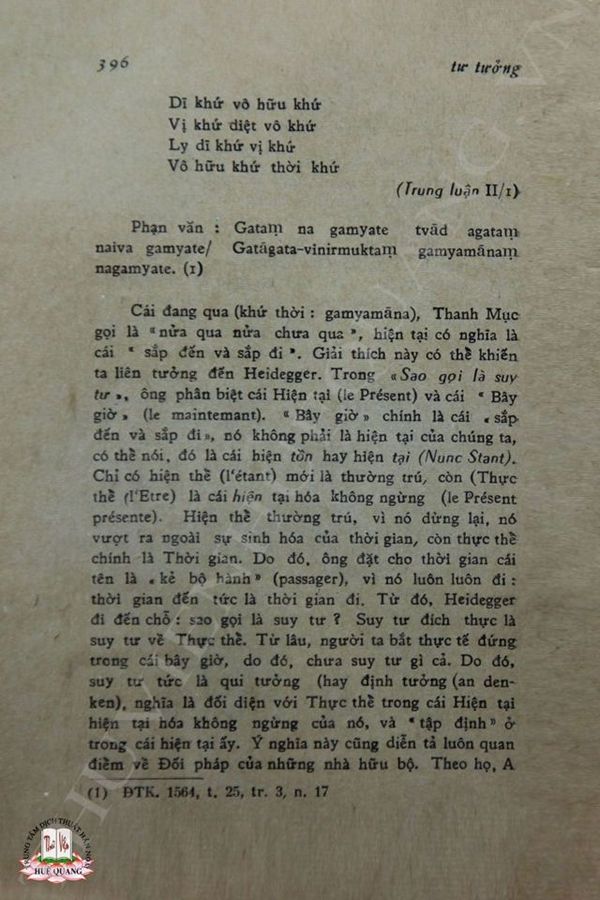 396
tư tưởng
Dĩ khứ vô hữu khứ
Vị khứ diệt vô khứ
Ly dĩ khứ vị khứ
Vô hữu khứ thời khứ
(Trung luận II/1)
Phạn văn : Gataṃ na gamyate tvād agataṃ
naiva gamyate/ Gatāgata-vinirmuktaṃ gamyamānaṃ
nagamyate. (1)
Cái đang qua (khứ thời : gamyamāna), Thanh Mục
gọi là « nửa qua nửa chưa qua », hiện tại có nghĩa là
cái « sắp đến và sắp đi ». Giải thích này có thể khiến
ta liên tưởng đến Heidegger. Trong «Sao gọi là suy
tư », ông phân biệt cái Hiện tại (le Présent) và cái « Bây
giờ » (le maintemant). « Bây giờ » chính là cái « sắp
đến và sắp đi », nó không phải là hiện tại của chúng ta,
có thể nói, đó là cái hiện tồn hay hiện tại (Nunc Stant).
Chỉ có hiện thể (l'étant) mới là thường trú, còn (Thực
thể (l'Etre) là cái hiện tại hóa không ngừng (le Présent
présente). Hiện thể thường trú, vì nó dừng lại, nó
vượt ra ngoài sự sinh hóa của thời gian, còn thực thể
chính là Thời gian. Do đó, ông đặt cho thời gian cái
tên là « kẻ bộ hành » (passager), vì nó luôn luôn đi :
thời gian đến tức là thời gian đi. Từ đó, Heidegger
đi đến chỗ : sao gọi là suy tư ? Suy tư đích thực là
suy tư về Thực thể. Từ lâu, người ta bắt thực tế đứng
trong cái bây giờ, do đó, chưa suy tư gì cả. Do đó,
suy tư tức là qui tưởng (hay định tưởng (an den-
ken), nghĩa là đối diện với Thực thể trong cái Hiện tại
hiện tại hóa không ngừng của nó, và « tập định » ở
trong cái hiện tại ấy. Ý nghĩa này cũng diễn tả luôn quan
điểm về Đối pháp của những nhà hữu bộ. Theo họ, A
(1) ĐTK. 1564, t. 25, tr. 3, n. 17
TRUNG TÂM DỊCH THUẬT HÁN NÔM
HUỆ QUANG